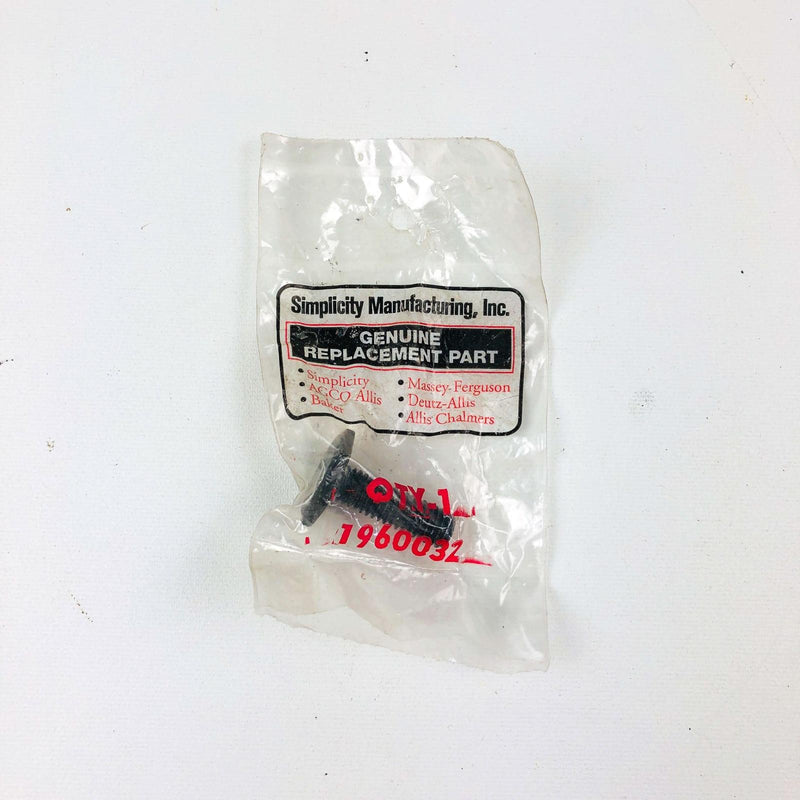 Simplicity Manufacturing, Inc.
GENUINE
REPLACEMENT PART
• Simplicity
• AGCO Allis
• Baker
• Massey-Ferguson
• Deutz-Allis
• Allis Chalmers
QTY-1
1960032